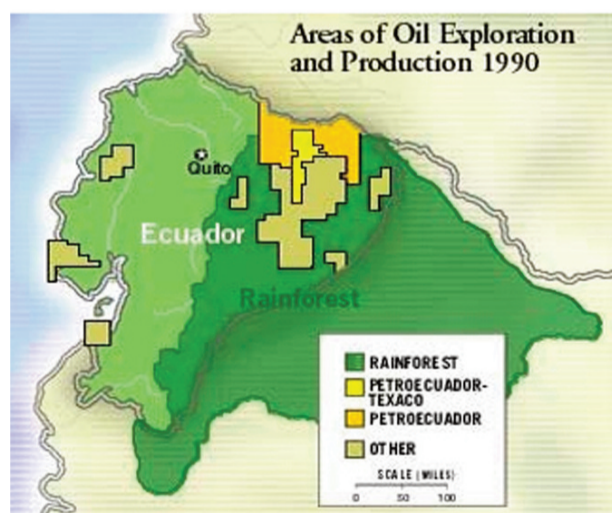 Areas of Oil Exploration
and Production 1990
Quito
Ecuador
Rainforest
RAINFOREST
PETROECUADOR-
TEXACO
PETROECUADOR
OTHER
SCALE (MILES)
0 50 100